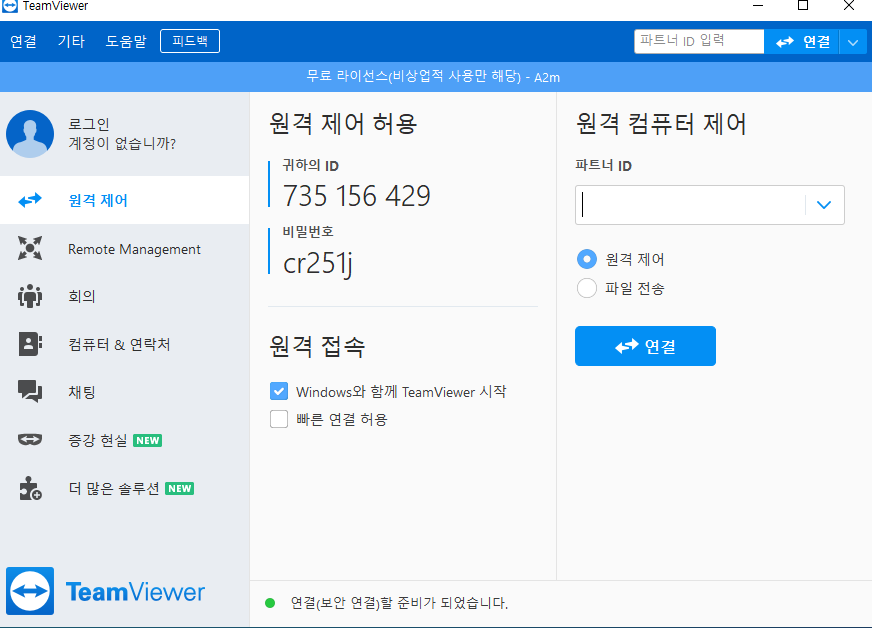 TeamViewer
연결 기타 도움말 피드백 파트너 ID 입력 연결
무료 라이선스(비상업적 사용만 해당) - A2m
로그인
계정이 없습니까?
원격 제어
Remote Management
회의
컴퓨터 & 연락처
채팅
증강 현실 NEW
더 많은 솔루션 NEW
TeamViewer
원격 제어 허용
귀하의 ID
735 156 429
비밀번호
cr251j
원격 접속
Windows와 함께 TeamViewer 시작
빠른 연결 허용
원격 컴퓨터 제어
파트너 ID
원격 제어
파일 전송
연결
연결(보안 연결)할 준비가 되었습니다.